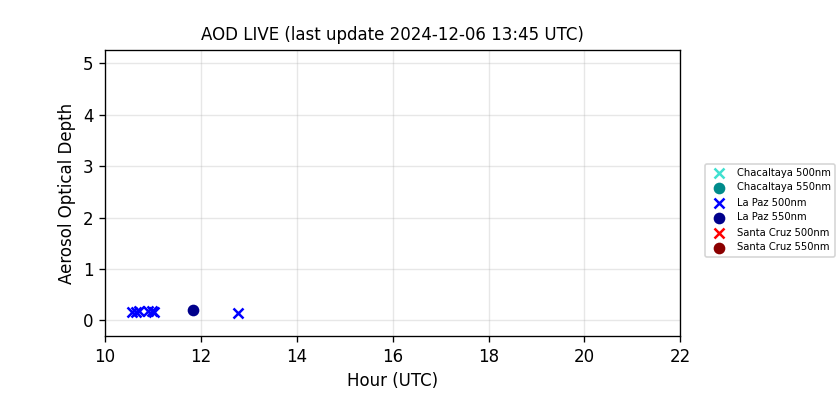 AOD LIVE (last update 2024-12-06 13:45 UTC)
Aerosol Optical Depth
5
4
3
2
1
0
10 12 14 16 18 20 22
Hour (UTC)
Chacaltaya 500nm
Chacaltaya 550nm
La Paz 500nm
La Paz 550nm
Santa Cruz 500nm
Santa Cruz 550nm